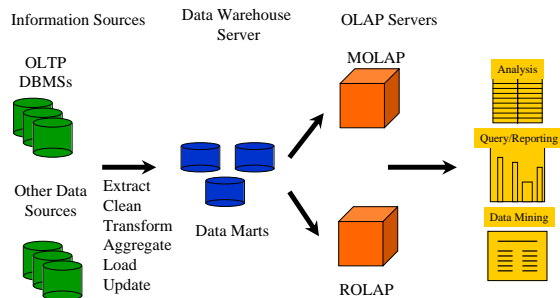 Information Sources
Data Warehouse
Server
OLAP Servers
OLTP
DBMSs
MOLAP
Analysis
Query/Reporting
Other Data
Sources
Extract
Clean
Transform
Aggregate
Load
Update
Data Marts
Data Mining
ROLAP